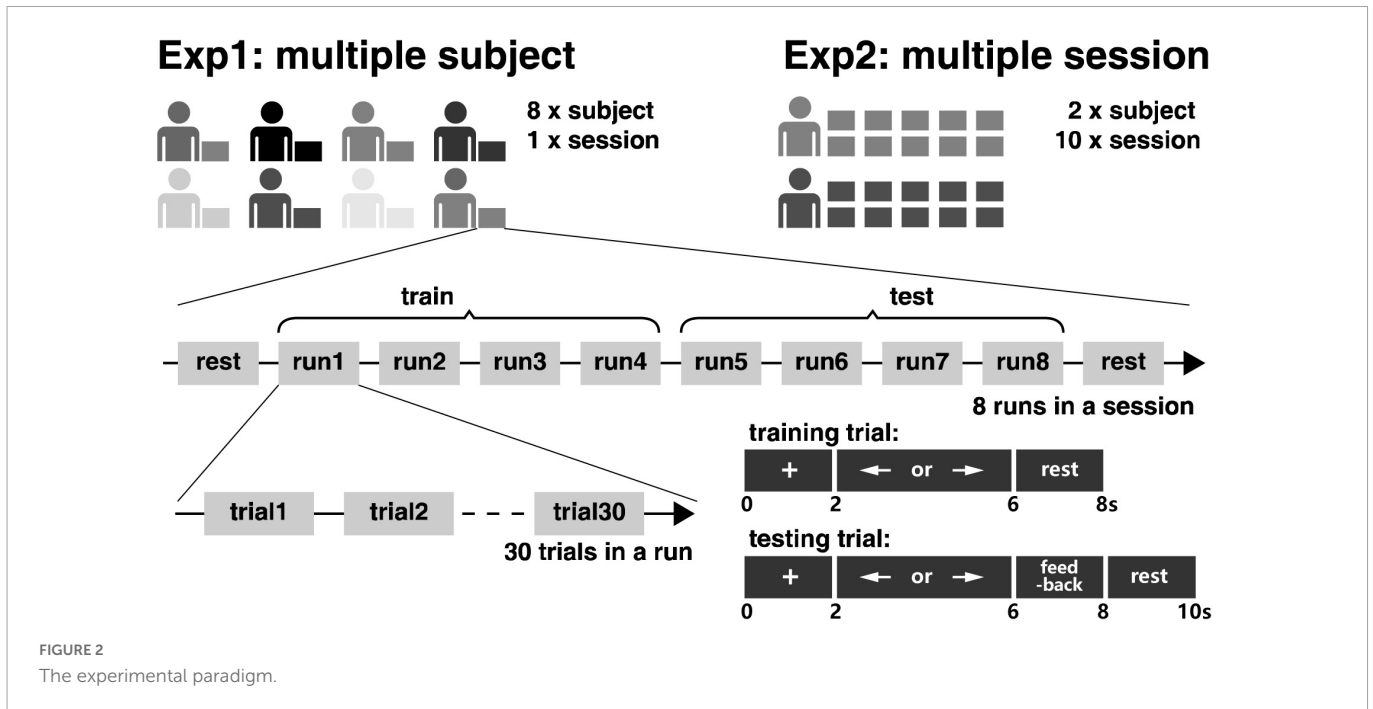 Exp1: multiple subject
8 x subject
1 x session
Exp2: multiple session
2 x subject
10 x session
train
test
rest
run1
run2
run3
run4
run5
run6
run7
run8
rest
8 runs in a session
trial1
trial2
trial30
30 trials in a run
training trial:
+
← or →
rest
0
2
6
8s
testing trial:
+
← or →
feed
-back
rest
0
2
6
8
10s
FIGURE 2
The experimental paradigm.